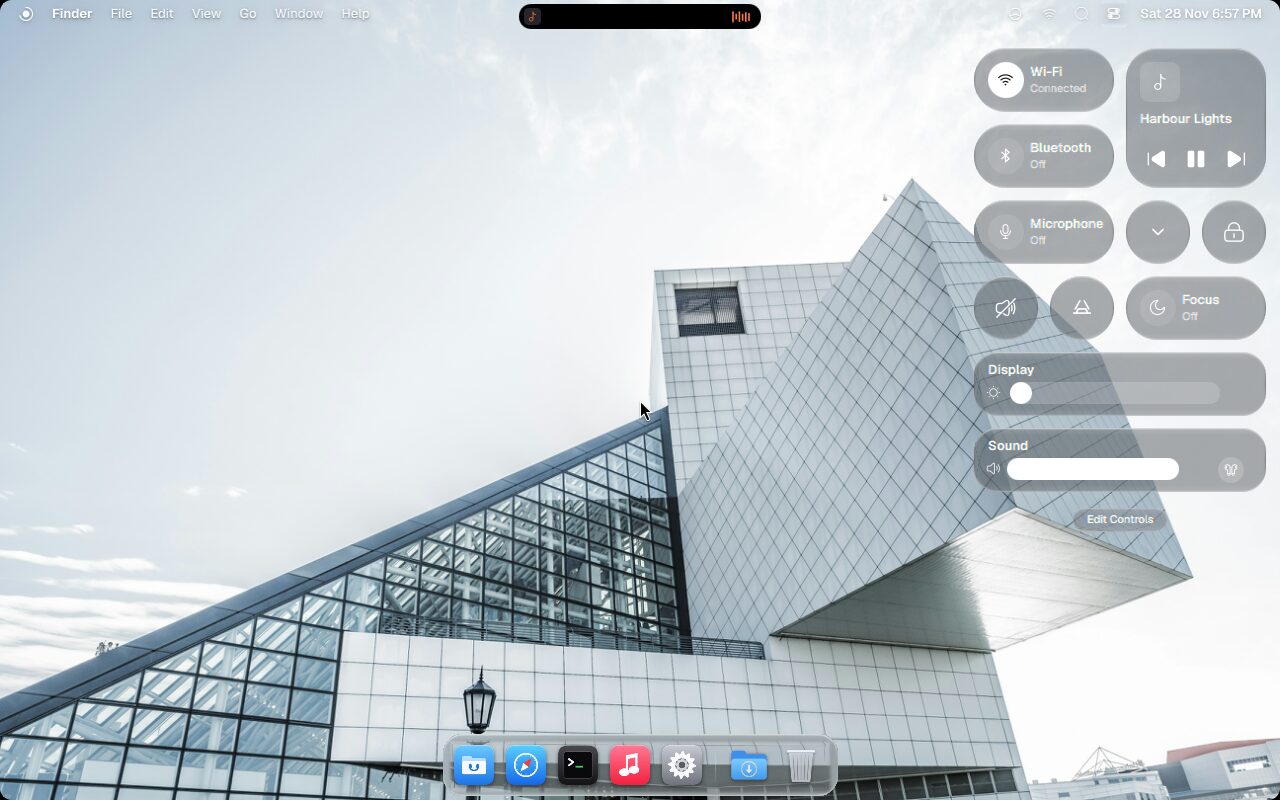 Finder File Edit View Go Window Help
Sat 28 Nov 6:57 PM
Wi-Fi
Connected
Harbour Lights
Bluetooth
Off
Microphone
Off
Focus
Off
Display
Sound
Edit Controls